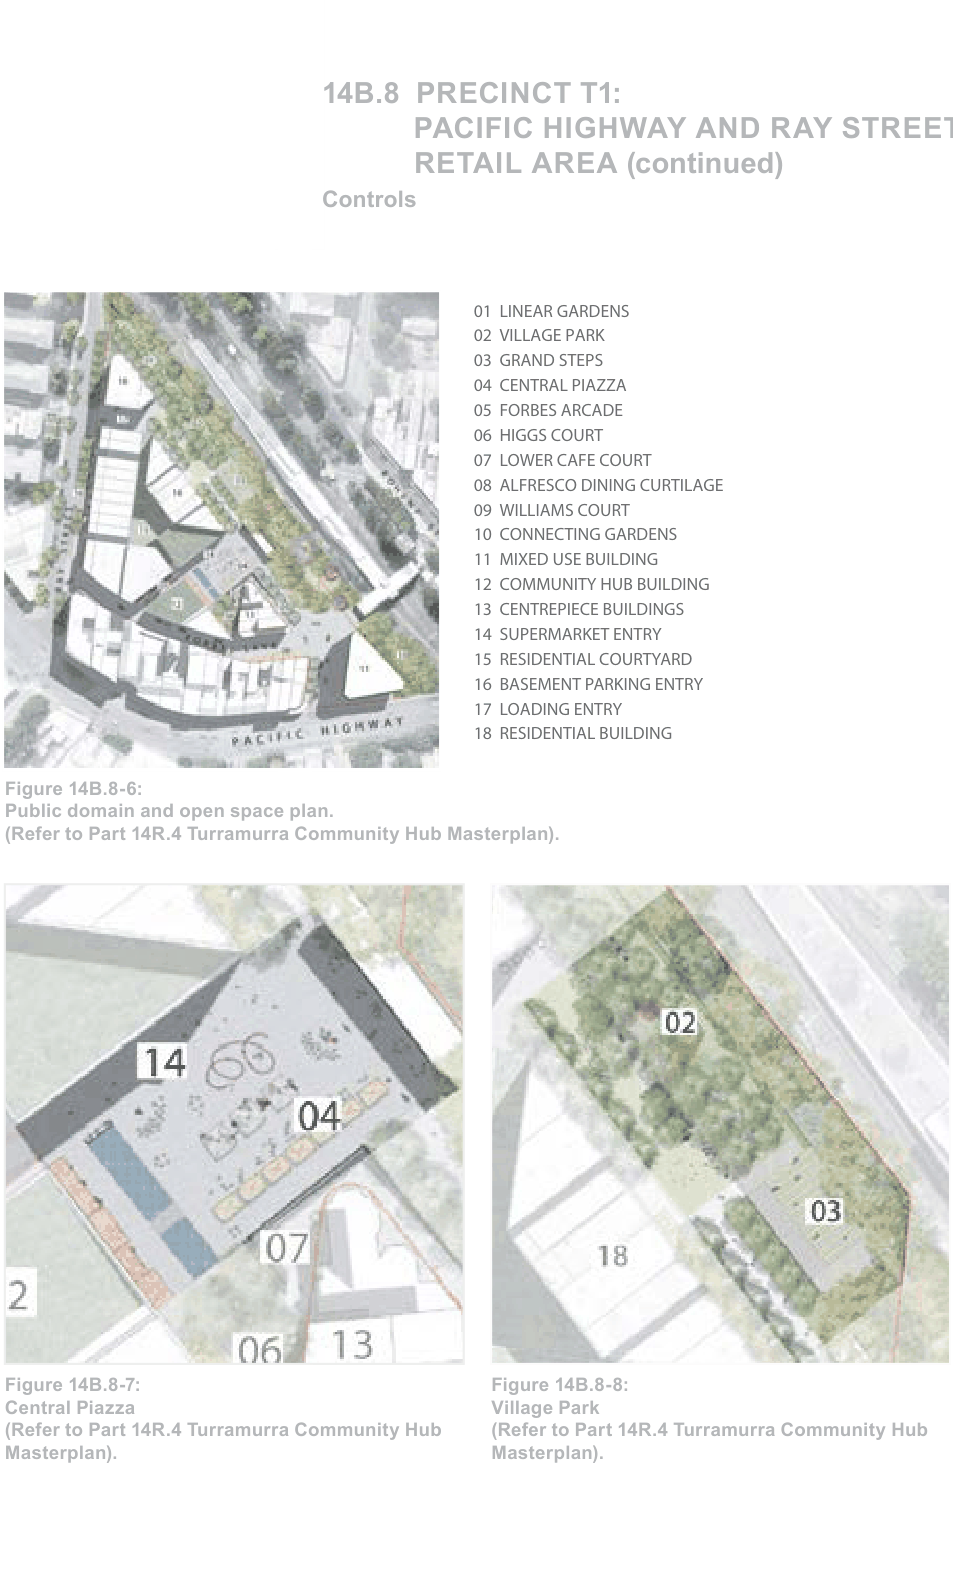 14B.8 PRECINCT T1:
PACIFIC HIGHWAY AND RAY STREET
RETAIL AREA (continued)
Controls
01 LINEAR GARDENS
02 VILLAGE PARK
03 GRAND STEPS
04 CENTRAL PIAZZA
05 FORBES ARCADE
06 HIGGS COURT
07 LOWER CAFE COURT
08 ALFRESCO DINING CURTILAGE
09 WILLIAMS COURT
10 CONNECTING GARDENS
11 MIXED USE BUILDING
12 COMMUNITY HUB BUILDING
13 CENTREPIECE BUILDINGS
14 SUPERMARKET ENTRY
15 RESIDENTIAL COURTYARD
16 BASEMENT PARKING ENTRY
17 LOADING ENTRY
18 RESIDENTIAL BUILDING
18
18
11
FORBES LANE
PACIFIC HIGHWAY
Figure 14B.8-6:
Public domain and open space plan.
(Refer to Part 14R.4 Turramurra Community Hub Masterplan).
14
04
07
2
06
13
02
03
18
Figure 14B.8-7:
Central Piazza
(Refer to Part 14R.4 Turramurra Community Hub
Masterplan).
Figure 14B.8-8:
Village Park
(Refer to Part 14R.4 Turramurra Community Hub
Masterplan).